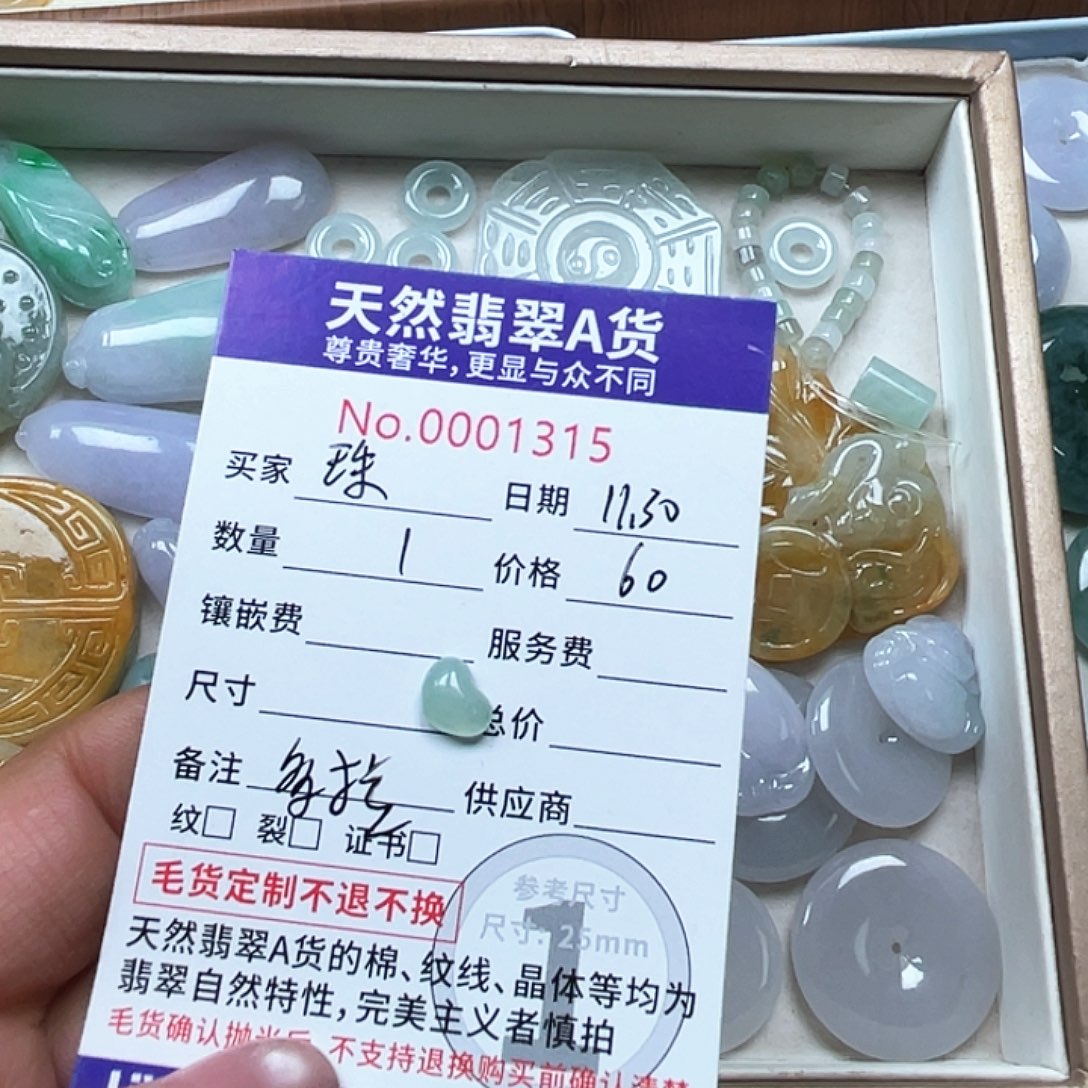 天然翡翠A货
尊贵奢华，更显与众不同
No.0001315
买家 珠 日期 11.30
数量 1 价格 60
镶嵌费 服务费
尺寸 总价
备注 供应商
纹□ 裂□ 证书□
毛货定制不退不换
参考尺寸
尺寸: 25mm
1
天然翡翠A货的棉、纹线、晶体等均为
翡翠自然特性，完美主义者慎拍
毛货确认抛光后 不支持退换购买前确认清楚